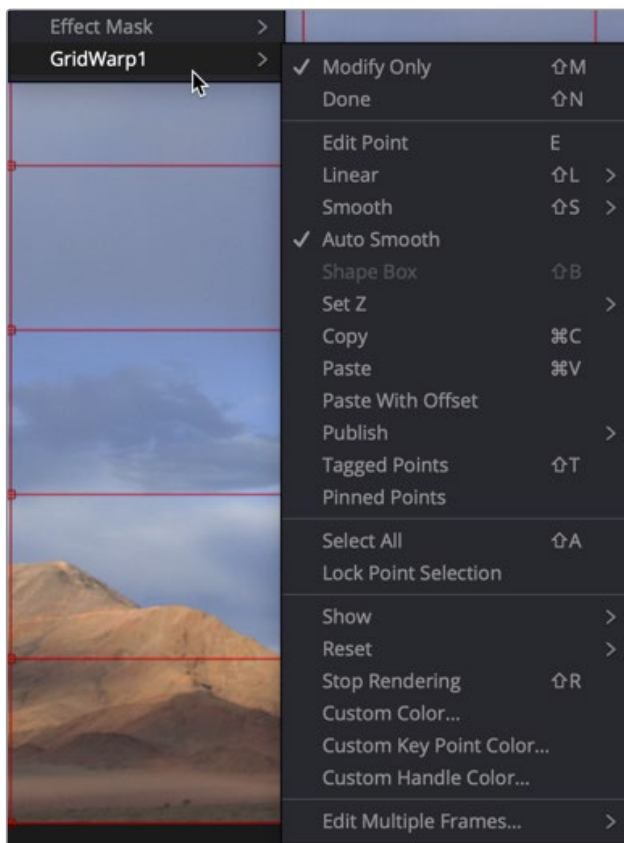 Effect Mask >
GridWarp1 >
✓ Modify Only ⇧M
Done ⇧N
Edit Point E
Linear ⇧L >
Smooth ⇧S >
✓ Auto Smooth
Shape Box ⇧B
Set Z >
Copy ⌘C
Paste ⌘V
Paste With Offset
Publish >
Tagged Points ⇧T
Pinned Points
Select All ⇧A
Lock Point Selection
Show >
Reset >
Stop Rendering ⇧R
Custom Color...
Custom Key Point Color...
Custom Handle Color...
Edit Multiple Frames... >